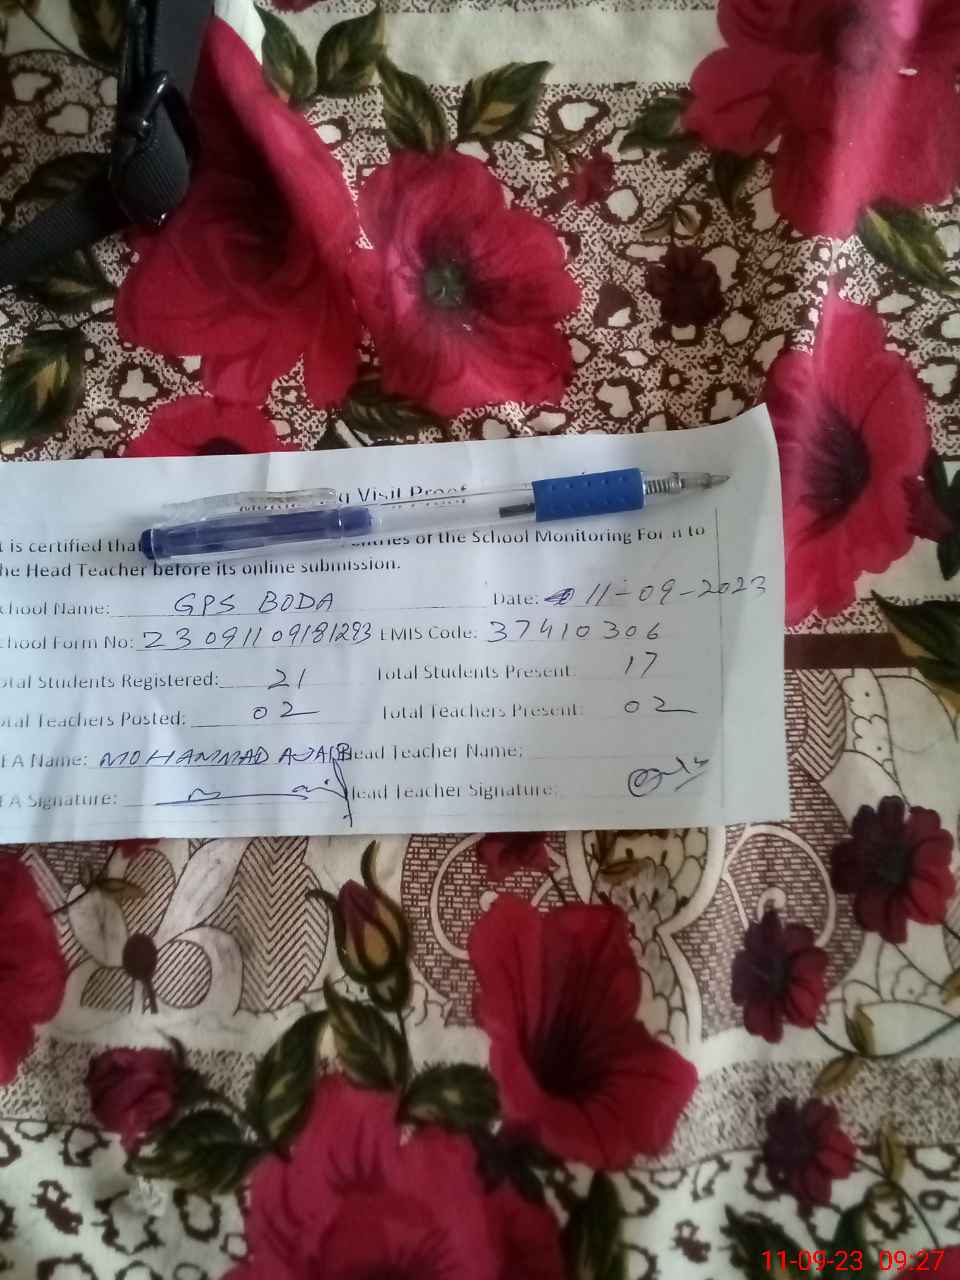 Visit Proof
t is certified that entries of the School Monitoring Form to
he Head Teacher before its online submission.
chool Name: GPS BODA Date: 11-09-2023
chool Form No: 23091109181293 EMIS Code: 37410306
otal Students Registered: 21 Total Students Present: 17
otal Teachers Posted: 02 Total Teachers Present: 02
EA Name: MOHAMMAD AJAIB Head Teacher Name:
EA Signature: Head Teacher Signature:
11-09-23 09:27